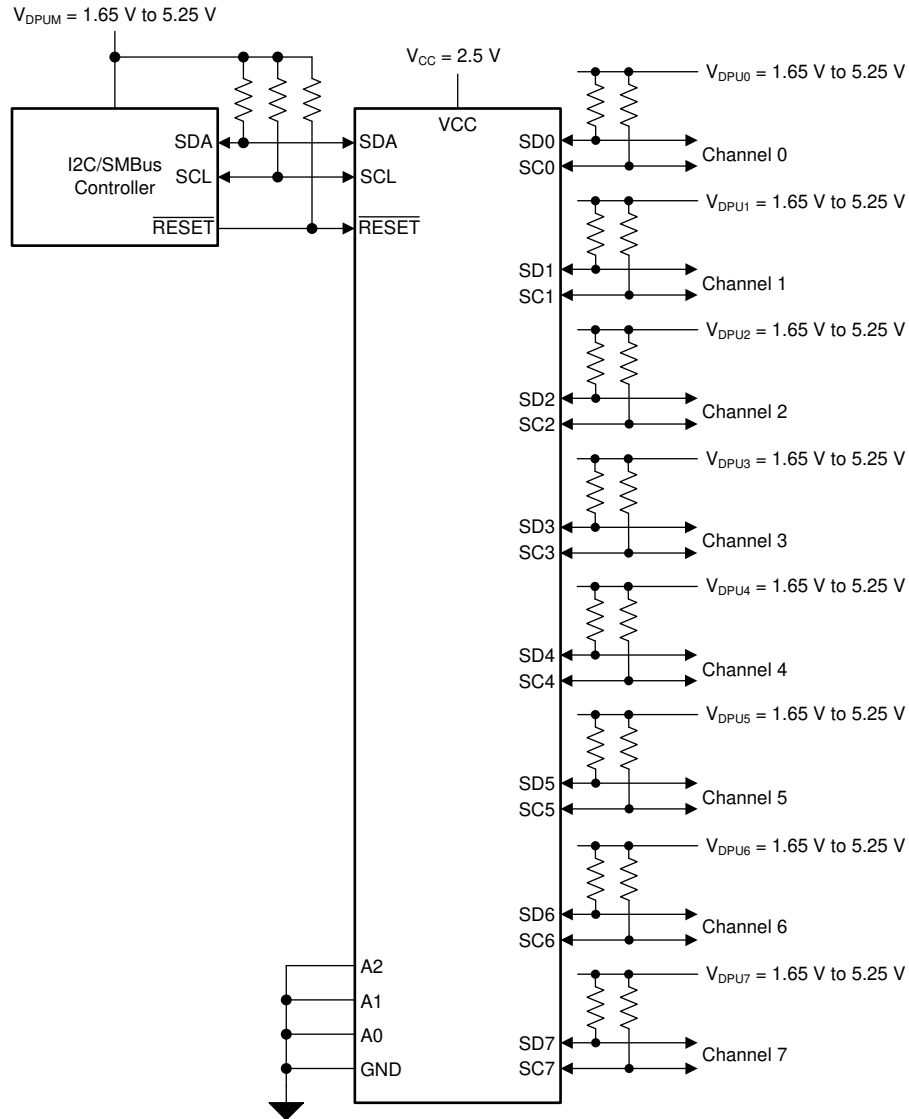 V_DPUM = 1.65 V to 5.25 V
V_CC = 2.5 V
I2C/SMBus
Controller
SDA
SCL
RESET
VCC
SDA
SCL
RESET
A2
A1
A0
GND
V_DPU0 = 1.65 V to 5.25 V
SD0
SC0
Channel 0
V_DPU1 = 1.65 V to 5.25 V
SD1
SC1
Channel 1
V_DPU2 = 1.65 V to 5.25 V
SD2
SC2
Channel 2
V_DPU3 = 1.65 V to 5.25 V
SD3
SC3
Channel 3
V_DPU4 = 1.65 V to 5.25 V
SD4
SC4
Channel 4
V_DPU5 = 1.65 V to 5.25 V
SD5
SC5
Channel 5
V_DPU6 = 1.65 V to 5.25 V
SD6
SC6
Channel 6
V_DPU7 = 1.65 V to 5.25 V
SD7
SC7
Channel 7